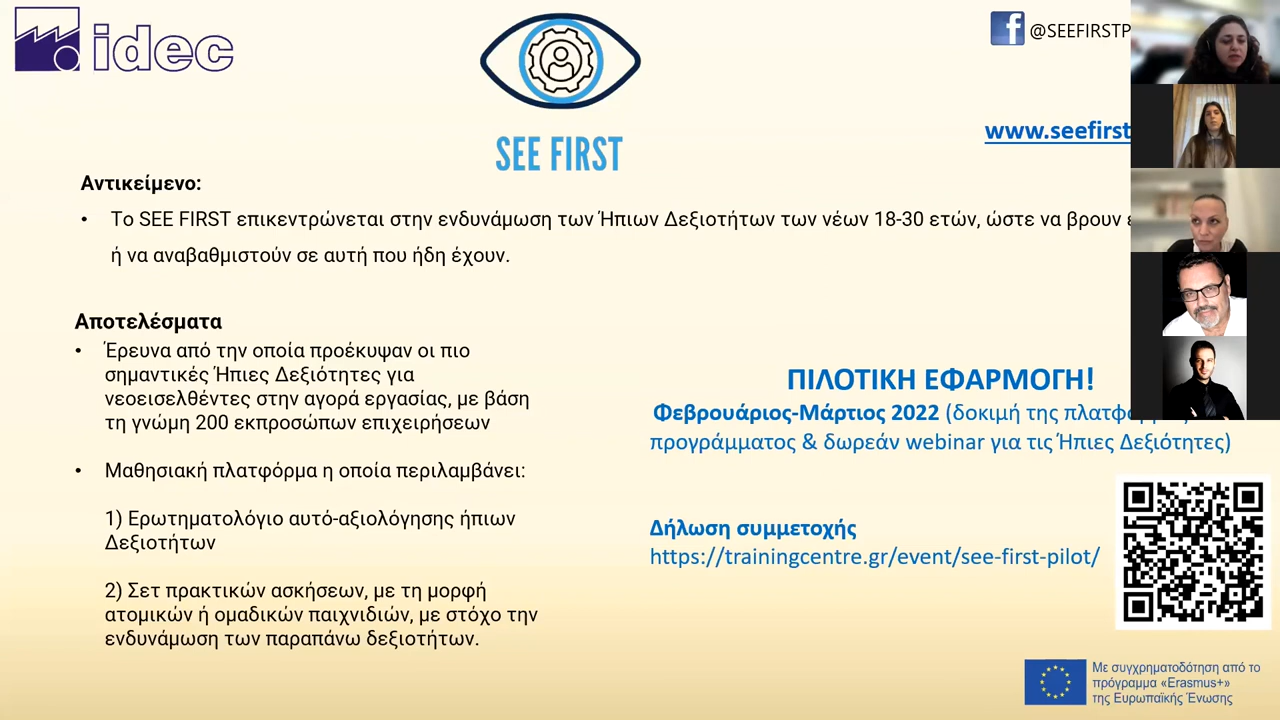 idec
@SEEFIRSTP
SEE FIRST
www.seefirst
Αντικείμενο:
• Το SEE FIRST επικεντρώνεται στην ενδυνάμωση των Ήπιων Δεξιοτήτων των νέων 18-30 ετών, ώστε να βρουν
ή να αναβαθμιστούν σε αυτή που ήδη έχουν.
Αποτελέσματα
• Έρευνα από την οποία προέκυψαν οι πιο
σημαντικές Ήπιες Δεξιότητες για
νεοεισελθέντες στην αγορά εργασίας, με βάση
τη γνώμη 200 εκπροσώπων επιχειρήσεων
• Μαθησιακή πλατφόρμα η οποία περιλαμβάνει:
1) Ερωτηματολόγιο αυτό-αξιολόγησης ήπιων
Δεξιοτήτων
2) Σετ πρακτικών ασκήσεων, με τη μορφή
ατομικών ή ομαδικών παιχνιδιών, με στόχο την
ενδυνάμωση των παραπάνω δεξιοτήτων.
ΠΙΛΟΤΙΚΗ ΕΦΑΡΜΟΓΗ!
Φεβρουάριος-Μάρτιος 2022 (δοκιμή της
προγράμματος & δωρεάν webinar για τις Ήπιες Δεξιότητες)
Δήλωση συμμετοχής
https://trainingcentre.gr/event/see-first-pilot/
Με συγχρηματοδότηση από το
πρόγραμμα «Erasmus+»
της Ευρωπαϊκής Ένωσης